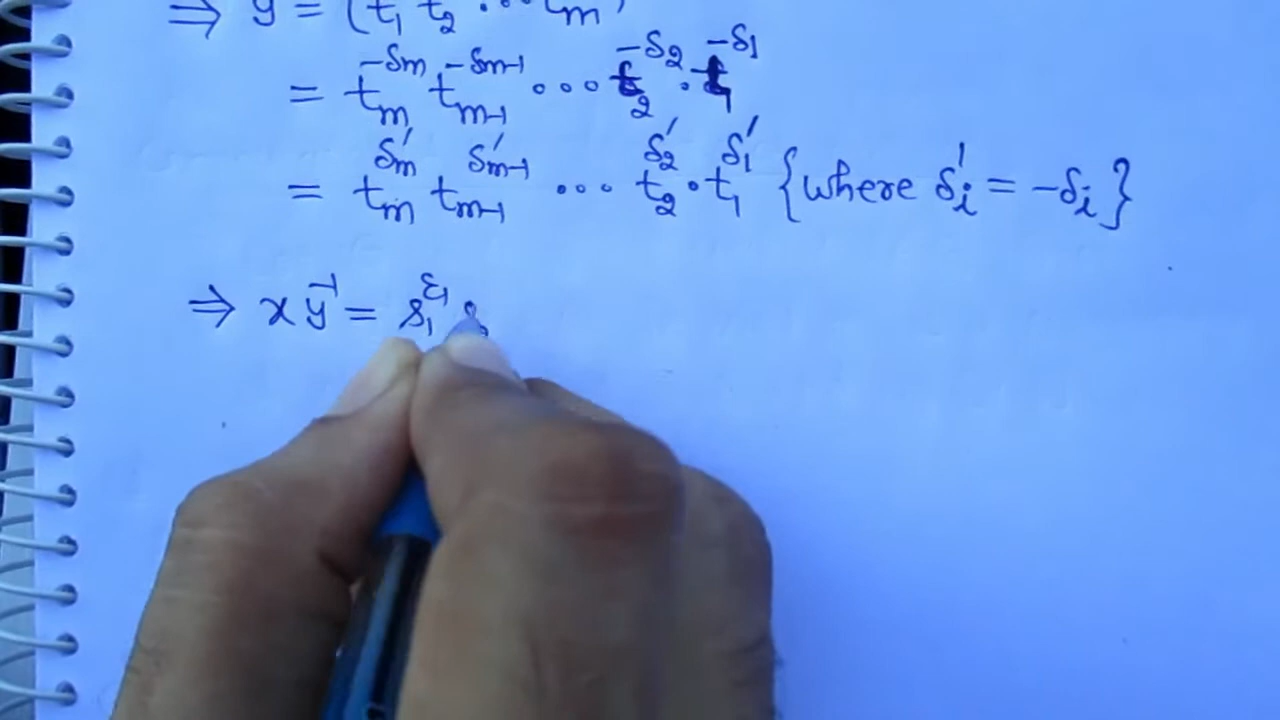 ⇒ y = (t₁ t₂ ... tₘ
= tₘ^{-δₘ} tₘ₋₁^{-δₘ₋₁} ... t₂^{-δ₂} · t₁^{-δ₁}
= tₘ^{δ'ₘ} tₘ₋₁^{δ'ₘ₋₁} ... t₂^{δ'₂} · t₁^{δ'₁} {where δ'ᵢ = -δᵢ}
⇒ x y⁻¹ = s₁^{ε₁}